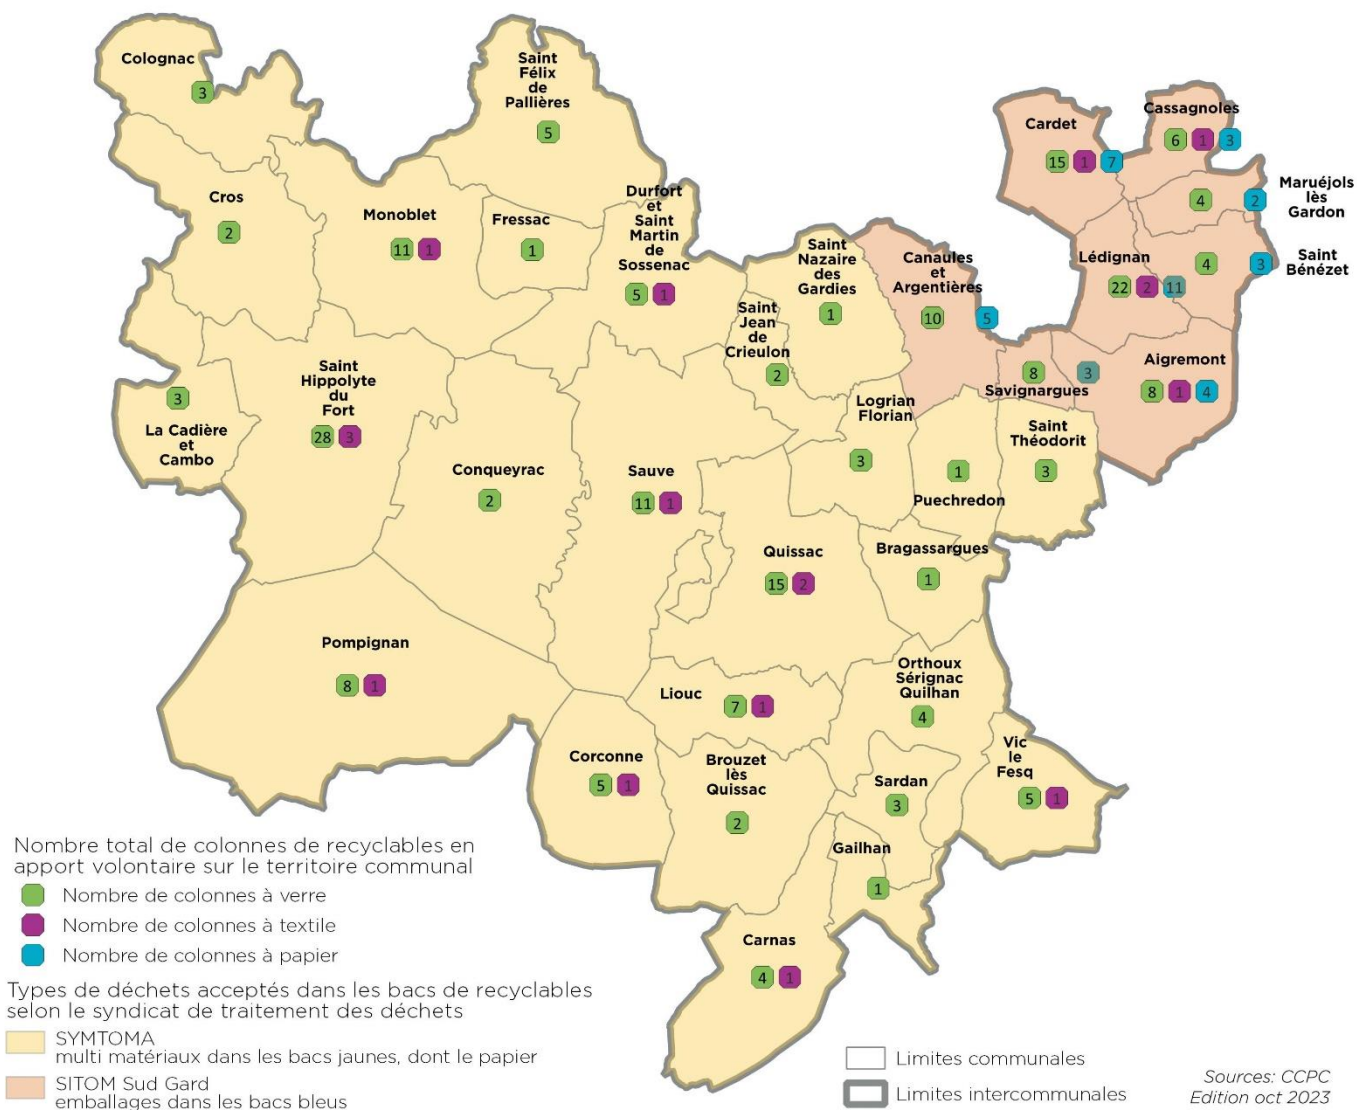 Colognac
3
Saint
Félix
de
Pallières
5
Cardet
15 1 7
Cassagnoles
6 1 3
Maruéjols
lès
Gardon
4 2
Cros
2
Monoblet
11 1
Fressac
1
Durfort
et
Saint
Martin
de
Sossenac
5 1
Saint
Nazaire
des
Gardies
1
Canaules
et
Argentières
10 5
Lédignan
22 2 11
Saint
Bénézet
4 3
Saint
Jean
de
Crieulon
2
Saint
Hippolyte
du
Fort
28 3
3
La Cadière
et
Cambo
8 3
Savignargues
Aigremont
8 1 4
Logrian
Florian
3
Saint
Théodorit
3
1
Puechredon
Conqueyrac
2
Sauve
11 1
Quissac
15 2
Bragassargues
1
Pompignan
8 1
Liouc
7 1
Orthoux
Sérignac
Quilhan
4
Corconne
5 1
Brouzet
lès
Quissac
2
Sardan
3
Vic
le
Fesq
5 1
Gailhan
1
Carnas
4 1
Nombre total de colonnes de recyclables en
apport volontaire sur le territoire communal
Nombre de colonnes à verre
Nombre de colonnes à textile
Nombre de colonnes à papier
Types de déchets acceptés dans les bacs de recyclables
selon le syndicat de traitement des déchets
SYMTOMA
multi matériaux dans les bacs jaunes, dont le papier
SITOM Sud Gard
emballages dans les bacs bleus
Limites communales
Limites intercommunales
Sources: CCPC
Edition oct 2023